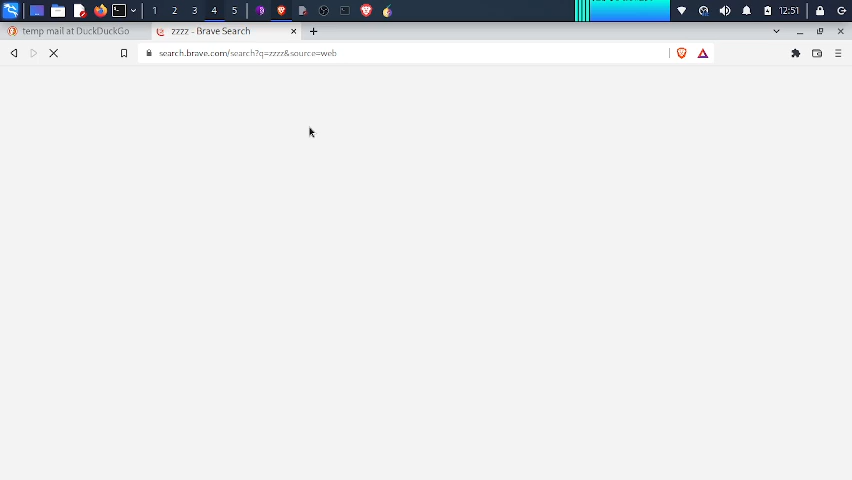 1 2 3 4 5 12:51
temp mail at DuckDuckGo zzzz - Brave Search
search.brave.com/search?q=zzzz&source=web